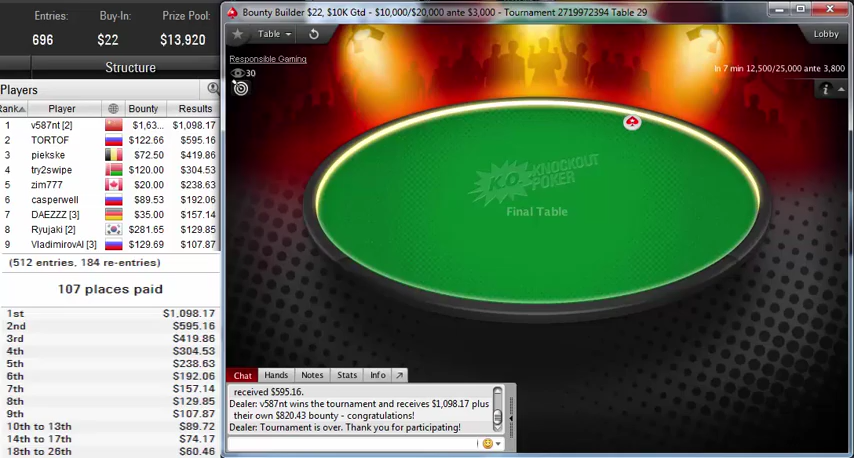 Entries:
Buy-In:
Prize Pool:
696
$22
$13,920
Structure
Players
Rank
Player
Bounty
Results
1 v587nt [2] $1,63... $1,098.17
2 TORTOF $122.66 $595.16
3 piekske $72.50 $419.86
4 try2swipe $120.00 $304.53
5 zim777 $20.00 $238.63
6 casperwell $89.53 $192.06
7 DAEZZZ [3] $35.00 $157.14
8 Ryujaki [2] $281.65 $129.85
9 VladimirovAl [3] $129.69 $107.87
(512 entries, 184 re-entries)
107 places paid
1st $1,098.17
2nd $595.16
3rd $419.86
4th $304.53
5th $238.63
6th $192.06
7th $157.14
8th $129.85
9th $107.87
10th to 13th $89.72
14th to 17th $74.17
18th to 26th $60.46
Bounty Builder $22, $10K Gtd - $10,000/$20,000 ante $3,000 - Tournament 2719972394 Table 29
Table
Lobby
Responsible Gaming
30
In 7 min 12,500/25,000 ante 3,800
KO KNOCKOUT
POKER
Final Table
Chat Hands Notes Stats Info
received $595.16.
Dealer: v587nt wins the tournament and receives $1,098.17 plus
their own $820.43 bounty - congratulations!
Dealer: Tournament is over. Thank you for participating!